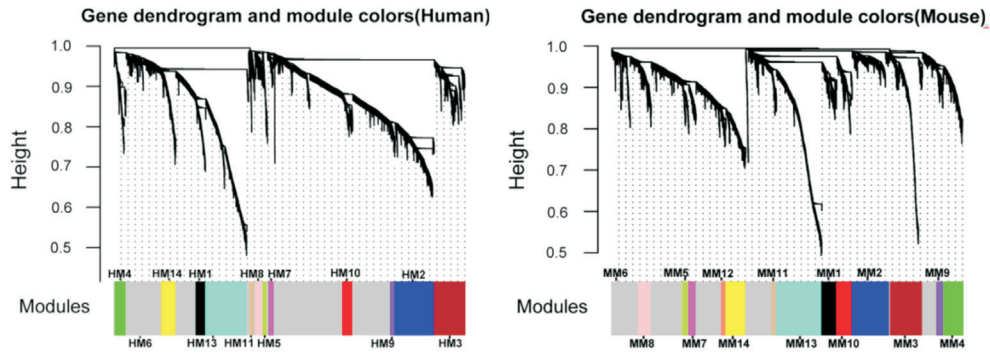 Gene dendrogram and module colors(Human)
1.0
0.9
0.8
0.7
0.6
0.5
Height
HM4 HM14 HM1 HM8 HM7 HM10 HM2
Modules
HM6 HM13 HM11 HM5 HM9 HM3
Gene dendrogram and module colors(Mouse)
1.0
0.9
0.8
0.7
0.6
0.5
Height
MM6 MM5 MM12 MM11 MM1 MM2 MM9
Modules
MM8 MM7 MM14 MM13 MM10 MM3 MM4